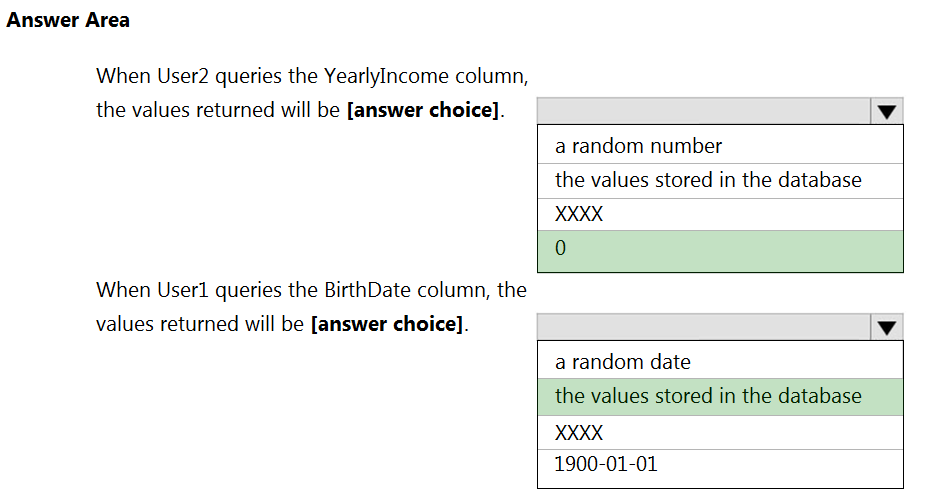 Answer Area
When User2 queries the YearlyIncome column,
the values returned will be [answer choice].
a random number
the values stored in the database
XXXX
0
When User1 queries the BirthDate column, the
values returned will be [answer choice].
a random date
the values stored in the database
XXXX
1900-01-01